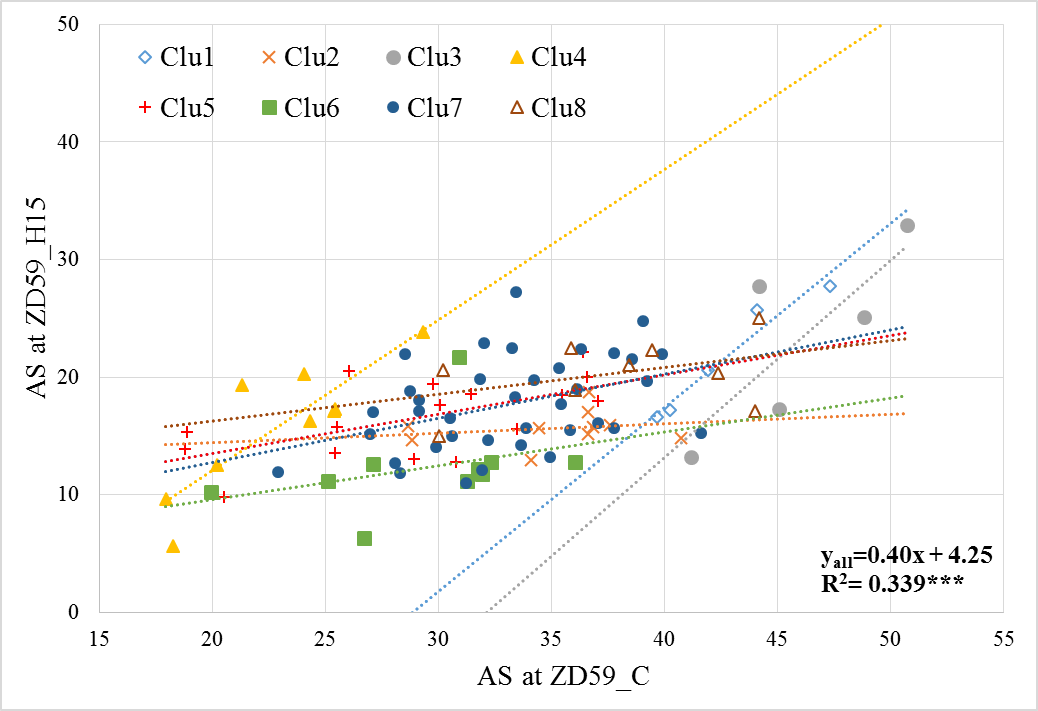 50
Clu1 Clu2 Clu3 Clu4
Clu5 Clu6 Clu7 Clu8
40
30
20
10
0
AS at ZD59_H15
y_all=0.40x + 4.25
R²= 0.339***
15 20 25 30 35 40 45 50 55
AS at ZD59_C